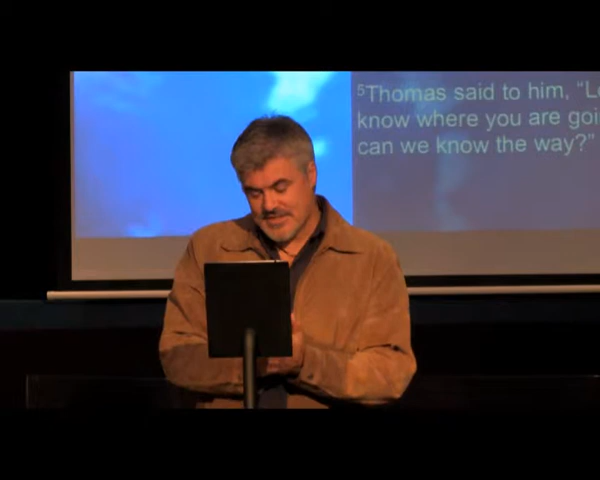 ⁵Thomas said to him, “L
know where you are goi
can we know the way?”